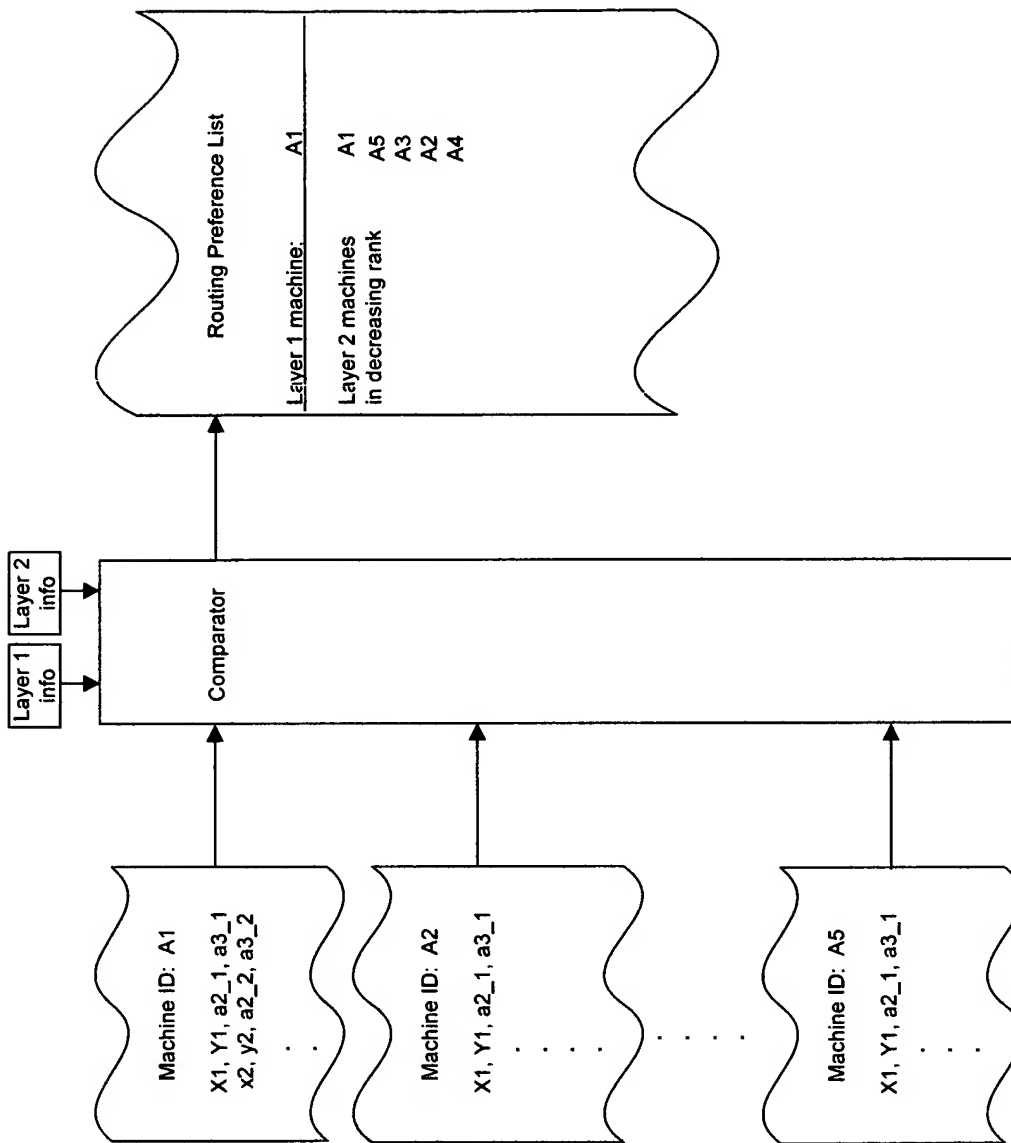 Machine ID: A1
X1, Y1, a2_1, a3_1
x2, y2, a2_2, a3_2
. . .
Machine ID: A2
X1, Y1, a2_1, a3_1
. . . .
. . . . .
Machine ID: A5
X1, Y1, a2_1, a3_1
. . . .
Layer 1
info
Layer 2
info
Comparator
Routing Preference List
Layer 1 machine: A1
Layer 2 machines A1
in decreasing rank A5
A3
A2
A4